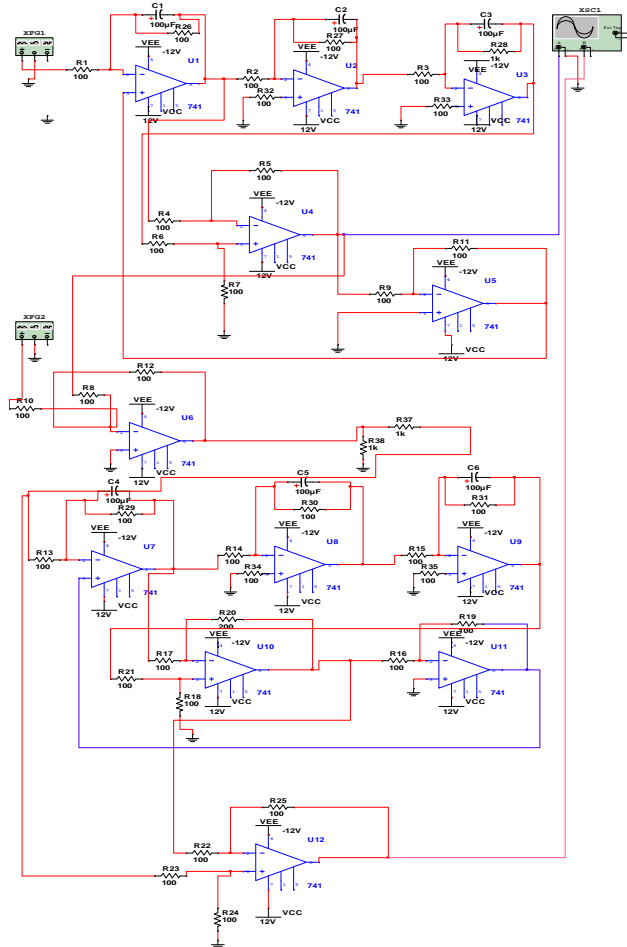 XFG1
C1
100µF
R26
100
VEE
-12V
U1
R1
100
741
VCC
12V
C2
100µF
R27
100
VEE
-12V
U2
R2
100
R32
100
741
VCC
12V
C3
100µF
R28
1k
VEE
-12V
U3
R3
100
R33
100
741
VCC
12V
XSC1
Ext Trig
A
B
R5
100
VEE
-12V
U4
R4
100
R6
100
741
VCC
12V
R7
100
R11
100
VEE
-12V
U5
R9
100
741
VCC
12V
XFG2
R12
100
R8
100
R10
100
VEE
-12V
U6
741
VCC
12V
R37
1k
R38
1k
C4
100µF
R29
100
VEE
-12V
U7
R13
100
741
VCC
12V
C5
100µF
R30
100
VEE
-12V
U8
R14
100
R34
100
741
VCC
12V
C6
100µF
R31
100
VEE
-12V
U9
R15
100
R35
100
741
VCC
12V
R20
200
VEE
-12V
U10
R17
100
R21
100
R18
100
741
VCC
12V
R19
100
VEE
-12V
U11
R16
100
741
VCC
12V
R25
100
VEE
-12V
U12
R22
100
R23
100
741
VCC
12V
R24
100